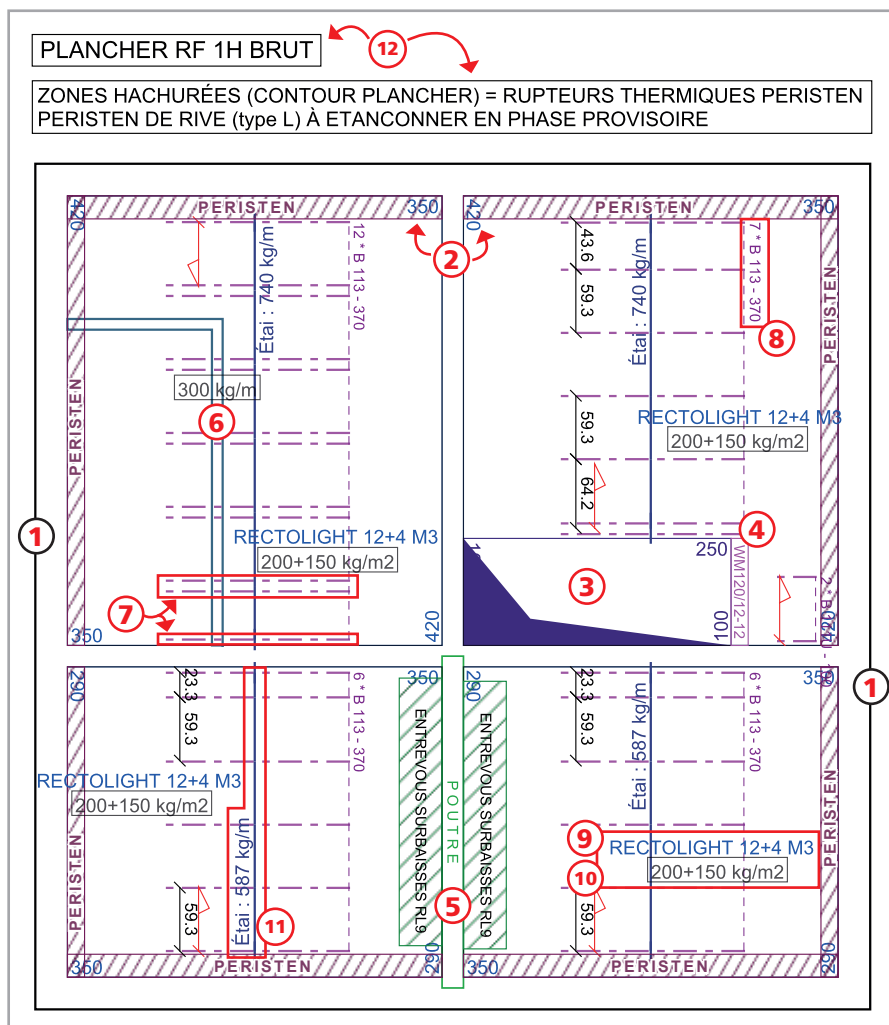 PLANCHER RF 1H BRUT
12
ZONES HACHURÉES (CONTOUR PLANCHER) = RUPTEURS THERMIQUES PERISTEN
PERISTEN DE RIVE (type L) À ETANCONNER EN PHASE PROVISOIRE
420
PERISTEN
350
420
PERISTEN
350
2
12 * B 113 - 370
Étai : 740 kg/m
43.6
59.3
Étai : 740 kg/m
7 * B 113 - 370
8
PERISTEN
PERISTEN
300 kg/m
6
59.3
64.2
RECTOLIGHT 12+4 M3
200+150 kg/m2
1
RECTOLIGHT 12+4 M3
200+150 kg/m2
4
250
3
WM120/12-12
100
7
350
420
420
290
350
290
350
1
23.3
59.3
6 * B 113 - 370
23.3
59.3
6 * B 113 - 370
RECTOLIGHT 12+4 M3
200+150 kg/m2
PERISTEN
Étai : 587 kg/m
59.3
11
ENTREVOUS SURBAISSES RL9
POUTRE
5
ENTREVOUS SURBAISSES RL9
Étai : 587 kg/m
9
RECTOLIGHT 12+4 M3
10
200+150 kg/m2
59.3
PERISTEN
350
PERISTEN
290
350
PERISTEN
290